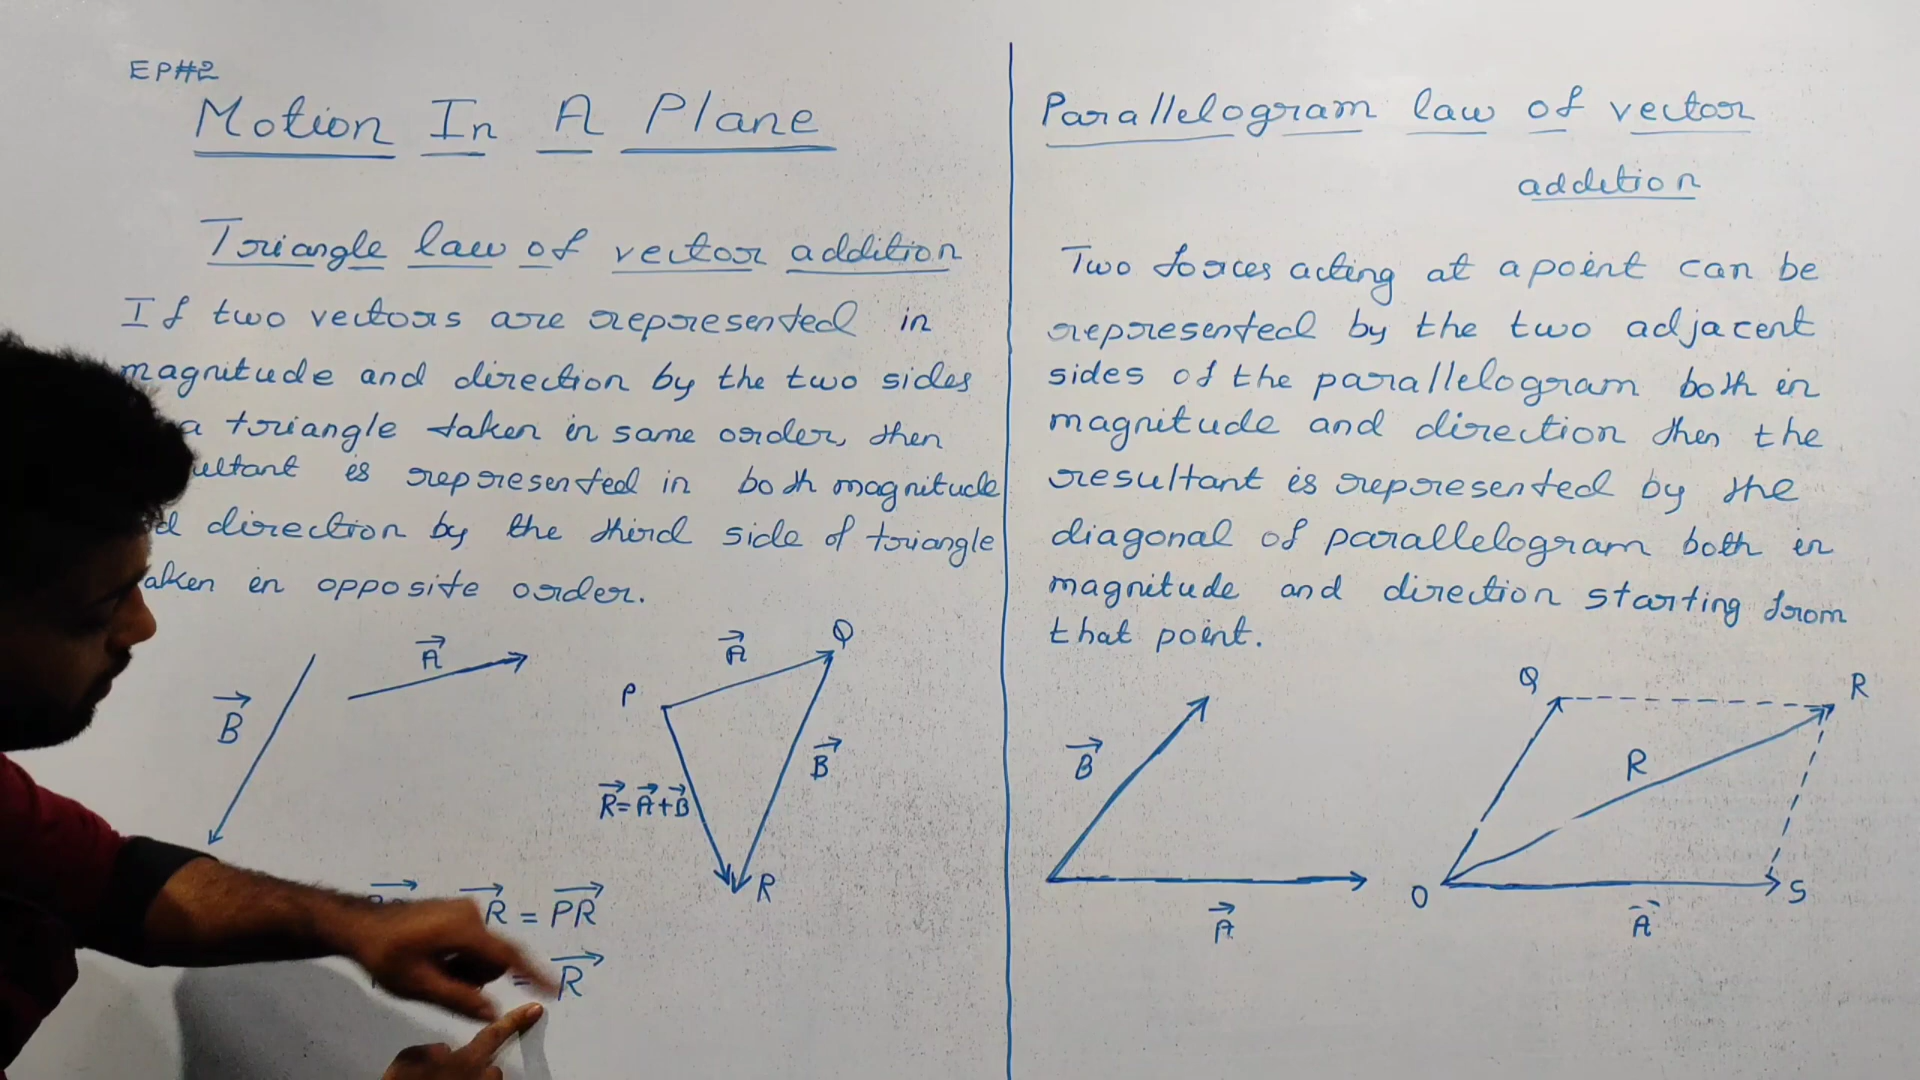 EP#2
Motion In A Plane
Triangle law of vector addition
If two vectors are represented in
magnitude and direction by the two sides
a triangle taken in same order, then
ultant is represented in both magnitude
d direction by the third side of triangle
aken in opposite order.
B
A
P
A
Q
B
R = A + B
R
R = PR
= R
Parallelogram law of vector
addition
Two forces acting at a point can be
represented by the two adjacent
sides of the parallelogram both in
magnitude and direction then the
resultant is represented by the
diagonal of parallelogram both in
magnitude and direction starting from
that point.
B
A
Q
R
R
O
A
S